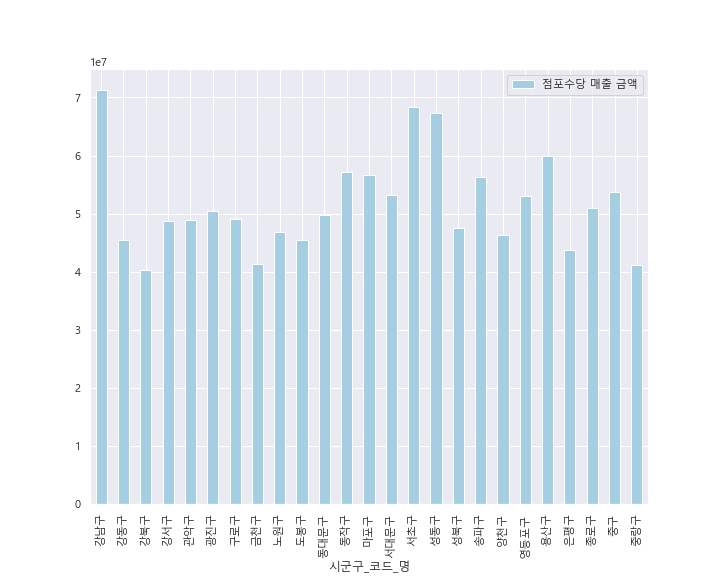 1e7
점포수당 매출 금액
7
6
5
4
3
2
1
0
강남구
강동구
강북구
강서구
관악구
광진구
구로구
금천구
노원구
도봉구
동대문구
동작구
마포구
서대문구
서초구
성동구
성북구
송파구
양천구
영등포구
용산구
은평구
종로구
중구
중랑구
시군구_코드_명